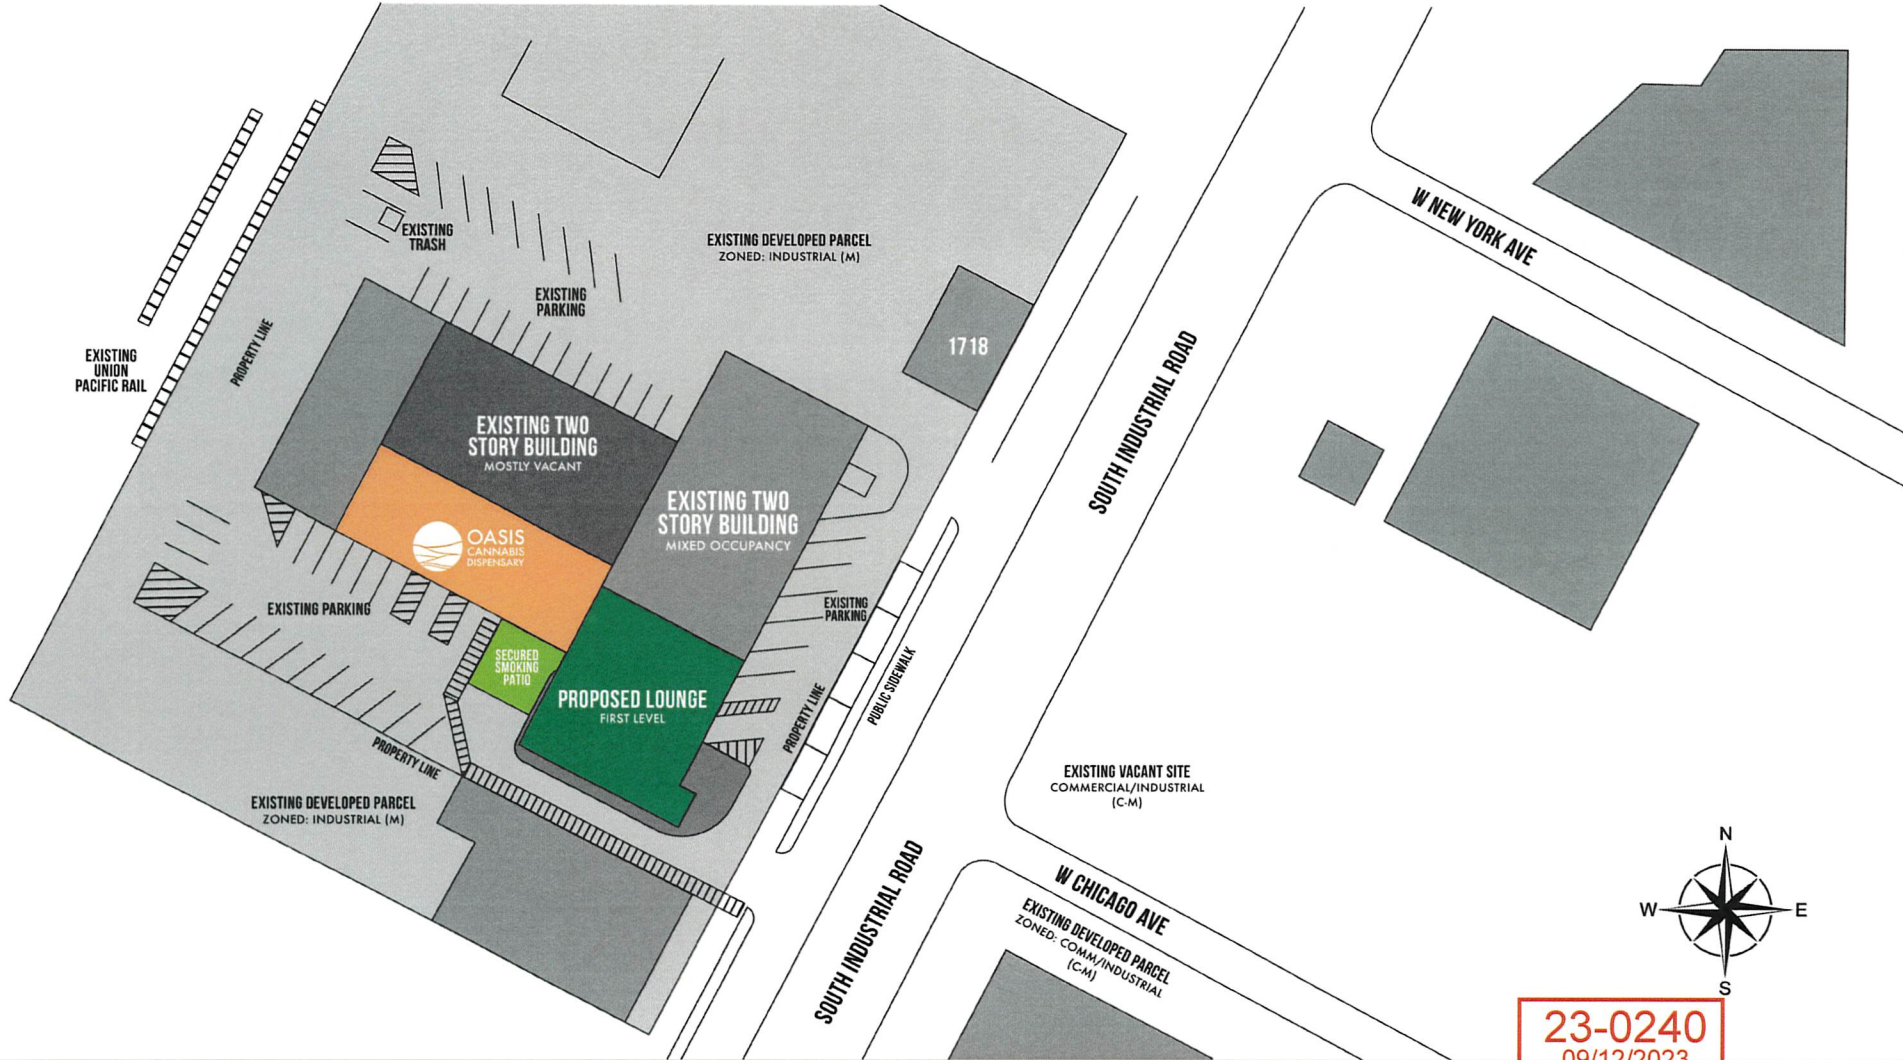 W NEW YORK AVE
EXISTING
TRASH
EXISTING DEVELOPED PARCEL
ZONED: INDUSTRIAL (M)
EXISTING
PARKING
PROPERTY LINE
EXISTING
UNION
PACIFIC RAIL
1718
SOUTH INDUSTRIAL ROAD
EXISTING TWO
STORY BUILDING
MOSTLY VACANT
EXISTING TWO
STORY BUILDING
MIXED OCCUPANCY
OASIS
CANNABIS
DISPENSARY
EXISTING PARKING
EXISITNG
PARKING
SECURED
SMOKING
PATIO
PROPOSED LOUNGE
FIRST LEVEL
PROPERTY LINE
PUBLIC SIDEWALK
PROPERTY LINE
EXISTING DEVELOPED PARCEL
ZONED: INDUSTRIAL (M)
EXISTING VACANT SITE
COMMERCIAL/INDUSTRIAL
(C-M)
SOUTH INDUSTRIAL ROAD
W CHICAGO AVE
EXISTING DEVELOPED PARCEL
ZONED: COMM/INDUSTRIAL
(C-M)
N
W E
S
23-0240
09/12/2023